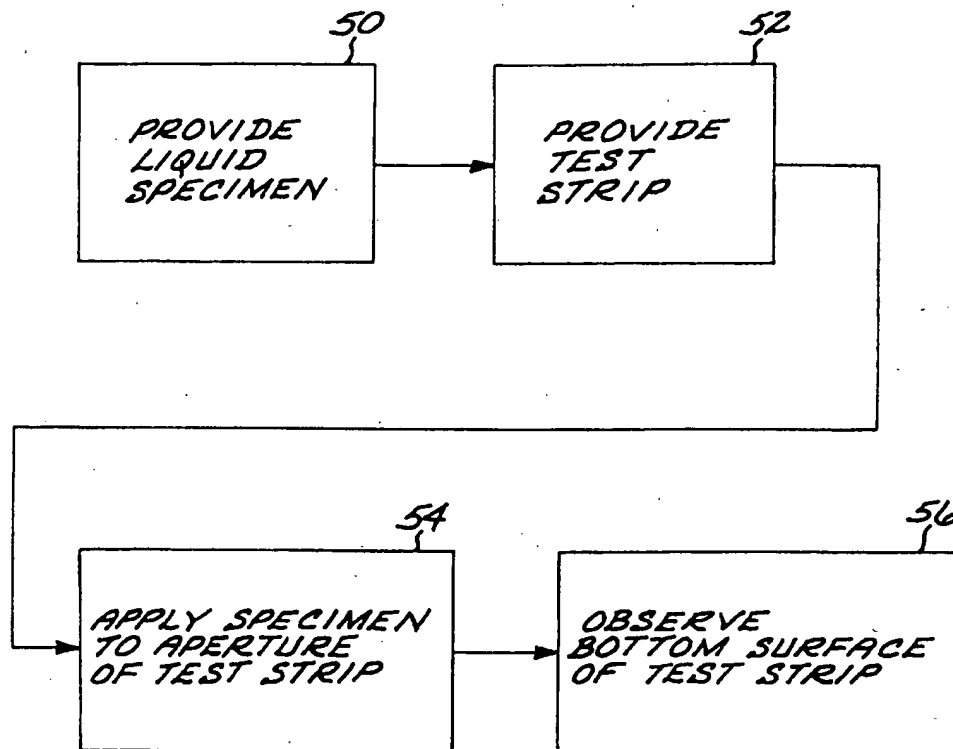 50
PROVIDE
LIQUID
SPECIMEN
52
PROVIDE
TEST
STRIP
54
APPLY SPECIMEN
TO APERTURE
OF TEST STRIP
56
OBSERVE
BOTTOM SURFACE
OF TEST STRIP